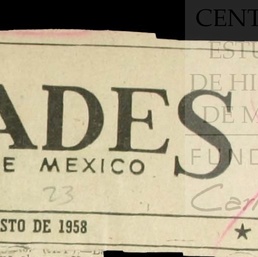 CENT
ESTU
DE HI
DE M
FUND
ADES
E MEXICO
23
Car
STO DE 1958